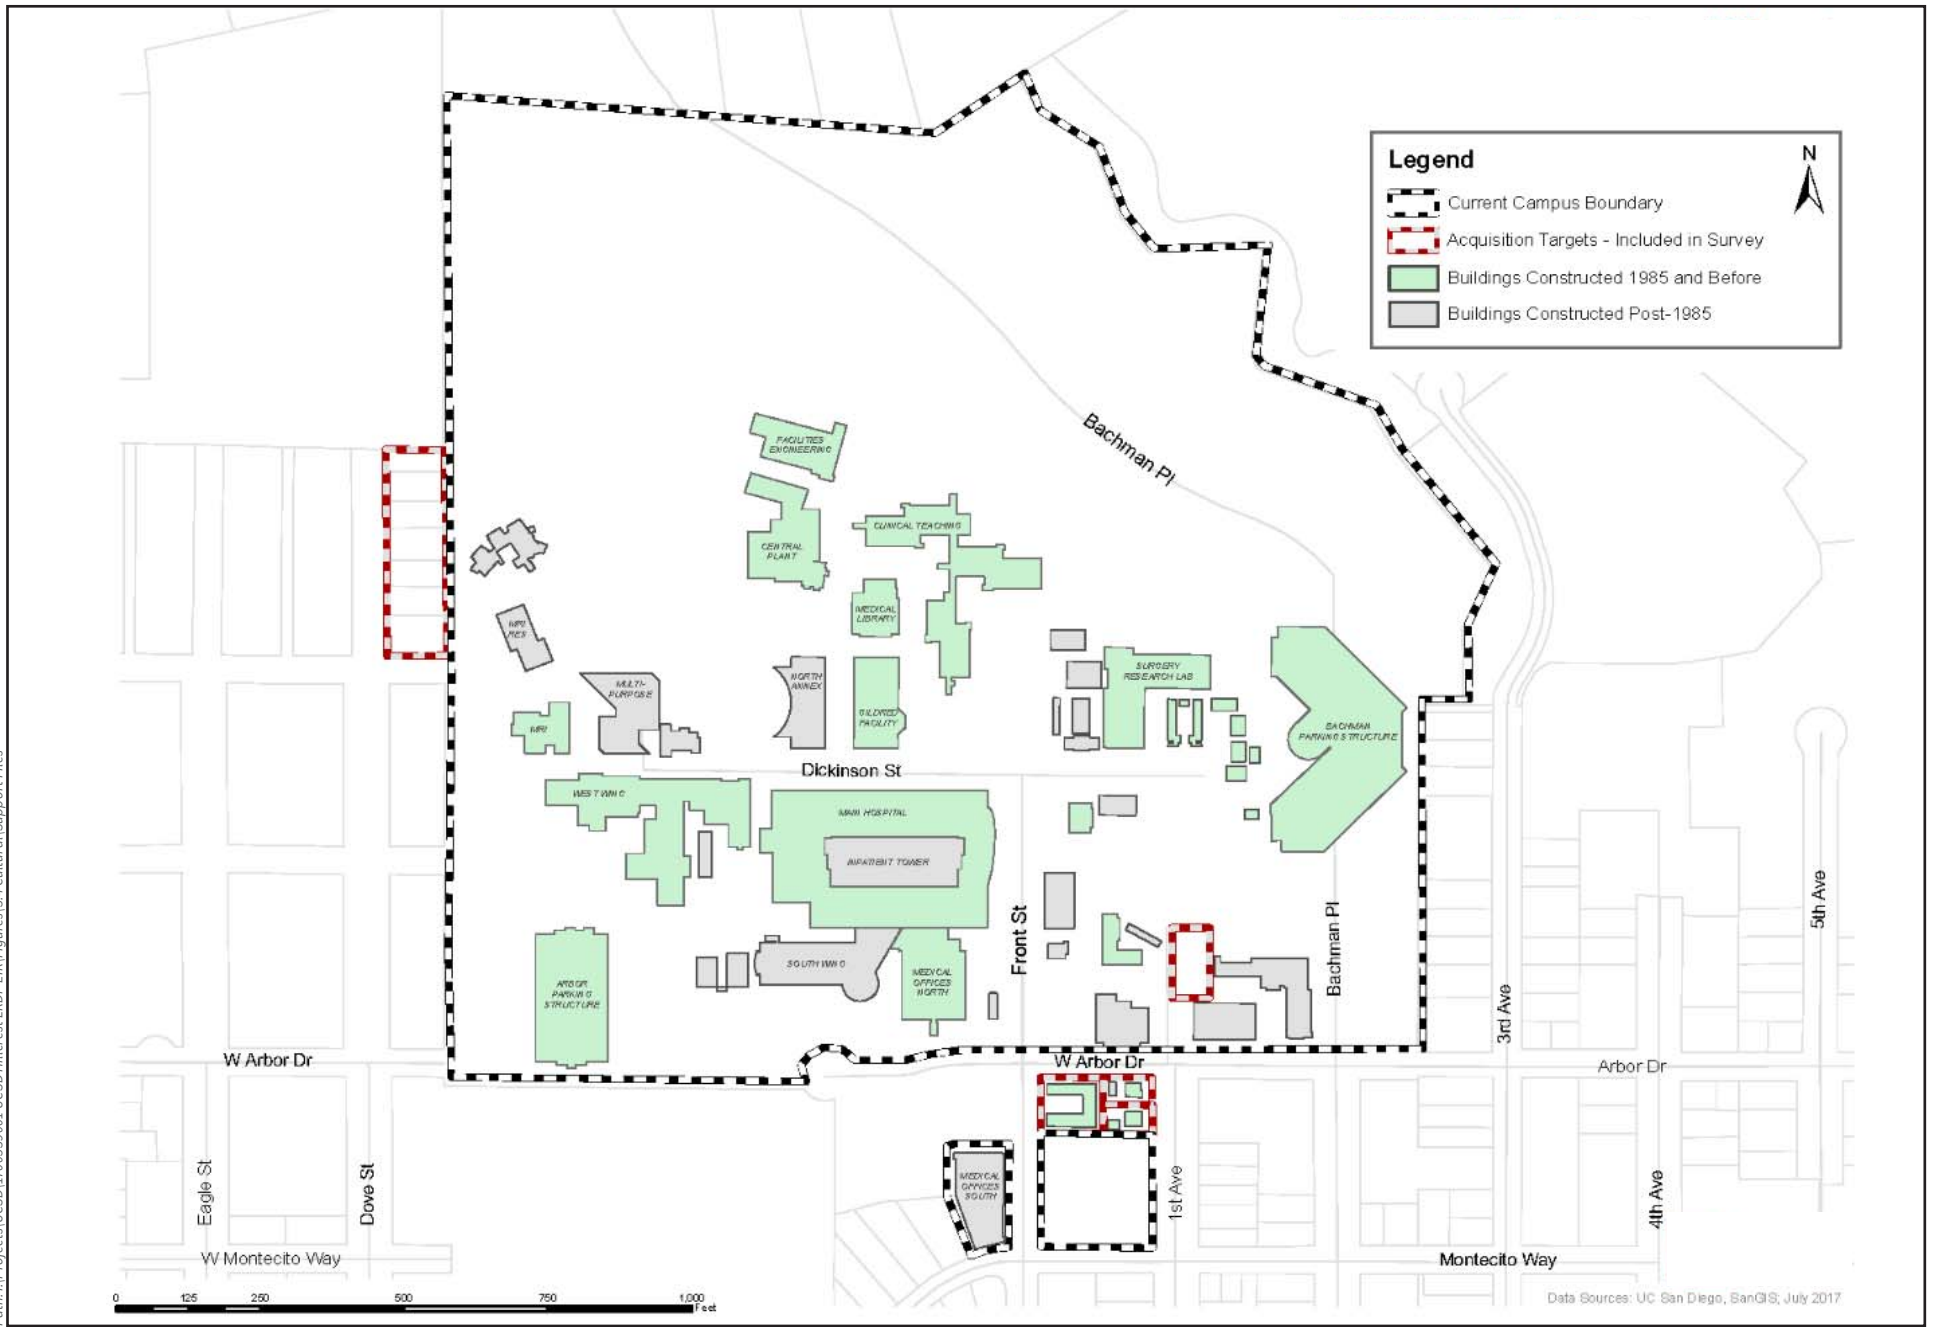 Legend
N
Current Campus Boundary
Acquisition Targets - Included in Survey
Buildings Constructed 1985 and Before
Buildings Constructed Post-1985
Bachman Pl
FACILITIES
ENGINEERING
CLINICAL TEACHING
CENTRAL
PLANT
MEDICAL
LIBRARY
MRI
RES
SURGERY
RESEARCH LAB
MULTI-
PURPOSE
NORTH
ANNEX
GILDRED
FACILITY
MRI
BACHMAN
PARKING STRUCTURE
Dickinson St
WEST WING
MAIN HOSPITAL
INPATIENT TOWER
5th Ave
Front St
Bachman Pl
SOUTH WING
MEDICAL
OFFICES
NORTH
ARBOR
PARKING
STRUCTURE
3rd Ave
W Arbor Dr
W Arbor Dr
Arbor Dr
Eagle St
Dove St
MEDICAL
OFFICES
SOUTH
1st Ave
4th Ave
W Montecito Way
Montecito Way
0 125 250 500 750 1,000
Feet
Data Sources: UC San Diego, SanGIS; July 2017